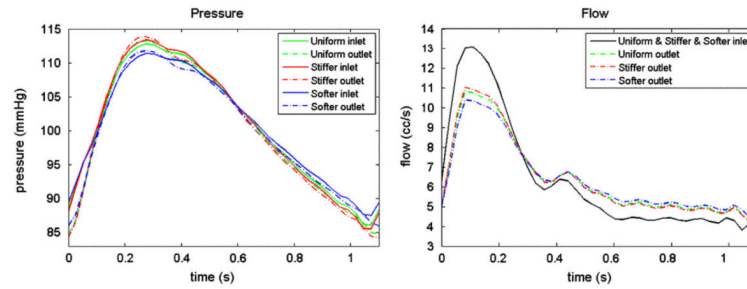 Pressure
115
110
105
100
95
90
85
pressure (mmHg)
0
0.2
0.4
0.6
0.8
1
time (s)
Uniform inlet
Uniform outlet
Stiffer inlet
Stiffer outlet
Softer inlet
Softer outlet
Flow
14
13
12
11
10
9
8
7
6
5
4
3
flow (cc/s)
0
0.2
0.4
0.6
0.8
1
time (s)
Uniform & Stiffer & Softer inlet
Uniform outlet
Stiffer outlet
Softer outlet